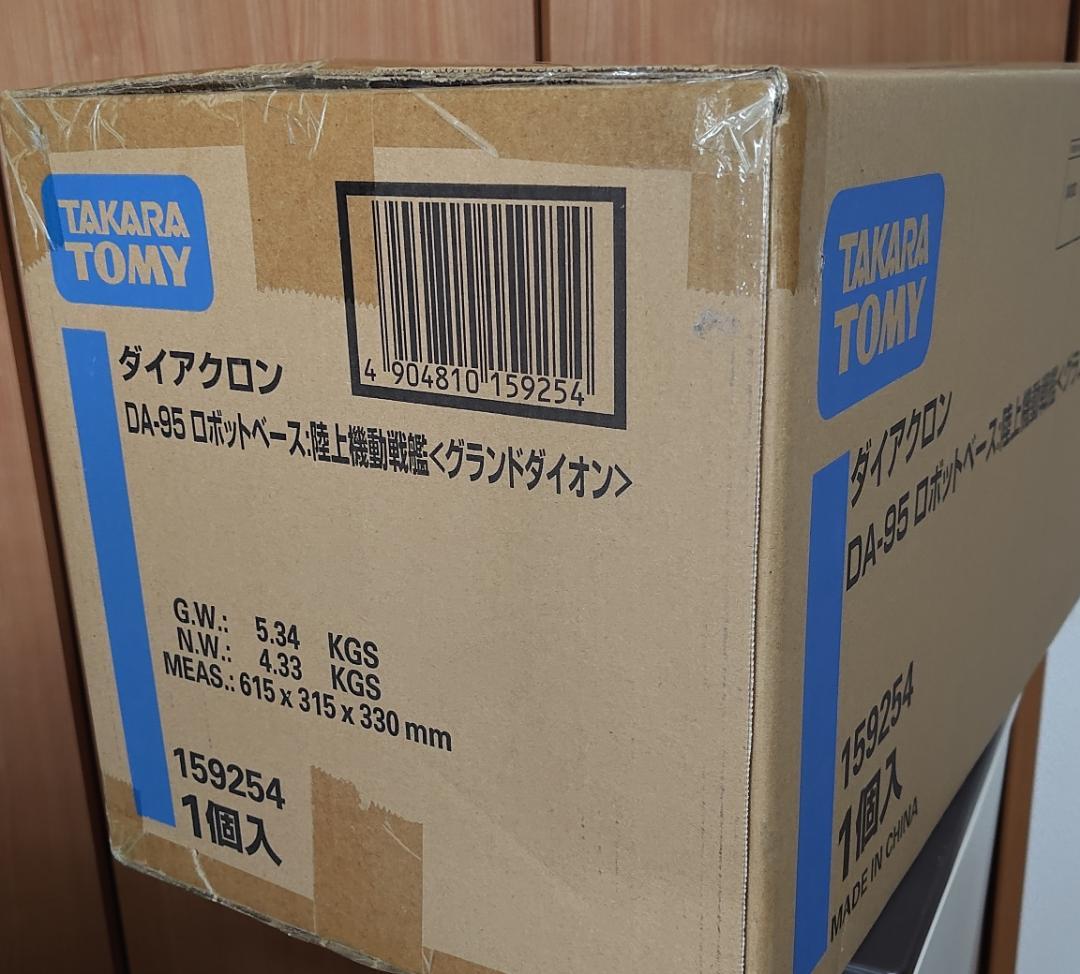 TAKARA
TOMY
4 904810 159254
ダイアクロン
DA-95 ロボットベース:陸上機動戦艦<グランドダイオン>
G.W.: 5.34 KGS
N.W.: 4.33 KGS
MEAS.: 615 x 315 x 330 mm
159254
1個入
TAKARA
TOMY
ダイアクロン
DA-95 ロボットベース:陸上機動戦艦<グラ
159254
1個入
MADE IN CHINA